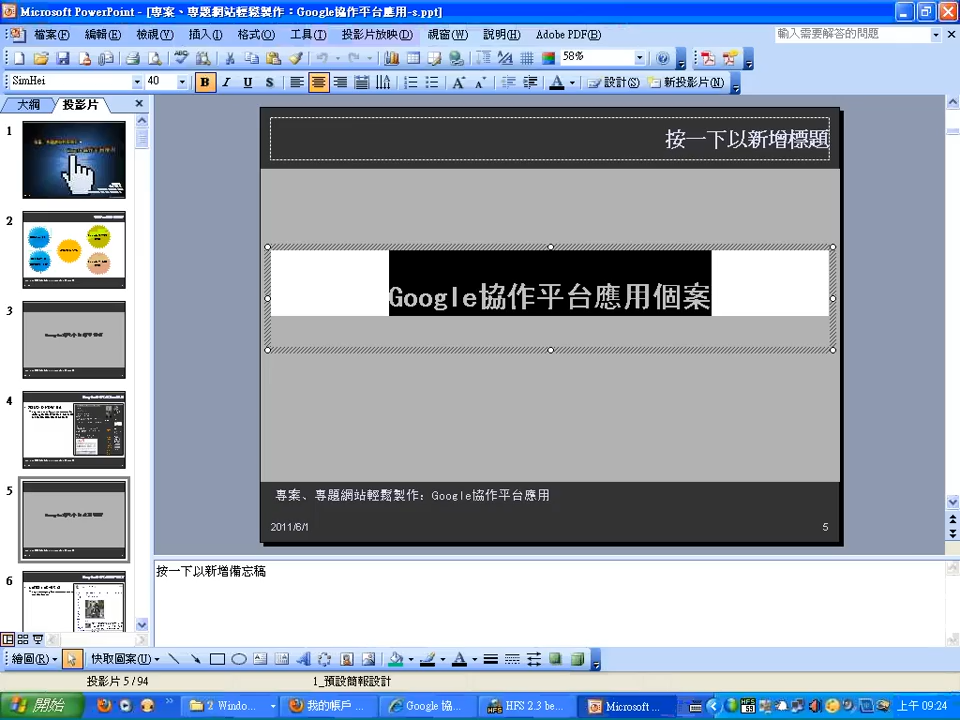 Microsoft PowerPoint - [專案、專題網站輕鬆製作：Google協作平台應用-s.ppt]
檔案(F) 編輯(E) 檢視(V) 插入(I) 格式(O) 工具(T) 投影片放映(D) 視窗(W) 說明(H) Adobe PDF(B) 輸入需要解答的問題
58%
SimHei 40 B I U S A A A 設計(S) 新投影片(N)
大綱 投影片
1
2
3
4
5
6
按一下以新增標題
Google協作平台應用個案
專案、專題網站輕鬆製作：Google協作平台應用
2011/6/1 5
按一下以新增備忘稿
繪圖(R) 快取圖案(U)
投影片 5 / 94 1_預設簡報設計
開始 2 Windo... 我的帳戶 ... Google 協... HFS 2.3 be... Microsoft ... 上午 09:24